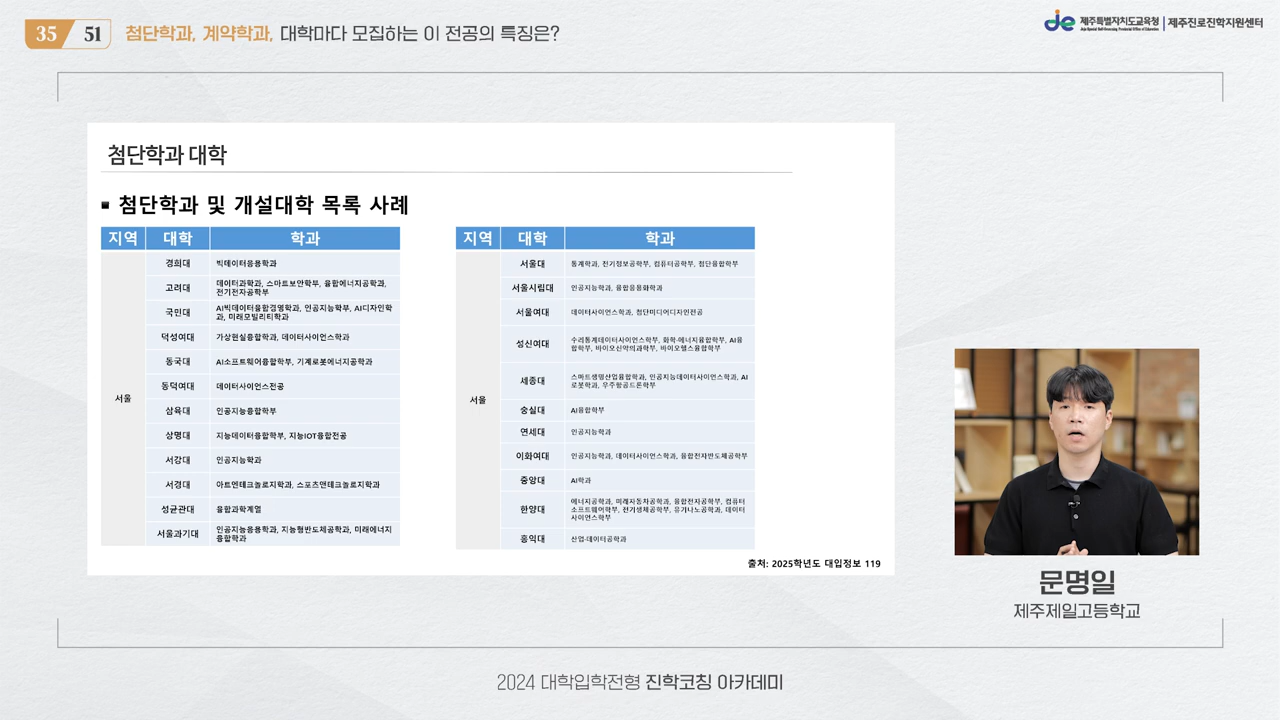 35 51 첨단학과, 계약학과, 대학마다 모집하는 이 전공의 특징은?
제주특별자치도교육청 제주진로진학지원센터
Jeju Special Self-Governing Provincial Office of Education
첨단학과 대학
첨단학과 및 개설대학 목록 사례
지역 대학 학과
서울
경희대 빅데이터응용학과
고려대 데이터과학과, 스마트보안학부, 융합에너지공학과,
전기전자공학부
국민대 AI빅데이터융합경영학과, 인공지능학부, AI디자인학
과, 미래모빌리티학과
덕성여대 가상현실융합학과, 데이터사이언스학과
동국대 AI소프트웨어융합학부, 기계로봇에너지공학과
동덕여대 데이터사이언스전공
삼육대 인공지능융합학부
상명대 지능데이터융합학부, 지능IOT융합전공
서강대 인공지능학과
서경대 아트앤테크놀로지학과, 스포츠앤테크놀로지학과
성균관대 융합과학계열
서울과기대 인공지능응용학과, 지능형반도체공학과, 미래에너지
융합학과
지역 대학 학과
서울
서울대 통계학과, 전기정보공학부, 컴퓨터공학부, 첨단융합학부
서울시립대 인공지능학과, 융합응용화학과
서울여대 데이터사이언스학과, 첨단미디어디자인전공
성신여대 수리통계데이터사이언스학부, 화학·에너지융합학부, AI융
합학부, 바이오신약의과학부, 바이오헬스융합학부
세종대 스마트생명산업융합학과, 인공지능데이터사이언스학과, AI
로봇학과, 우주항공드론학부
숭실대 AI융합학부
연세대 인공지능학과
이화여대 인공지능학과, 데이터사이언스학과, 융합전자반도체공학부
중앙대 AI학과
한양대 에너지공학과, 미래자동차공학과, 융합전자공학부, 컴퓨터
소프트웨어학부, 전기생체공학부, 유기나노공학과, 데이터
사이언스학부
홍익대 산업·데이터공학과
출처: 2025학년도 대입정보 119
문명일
제주제일고등학교
2024 대학입학전형 진학코칭 아카데미